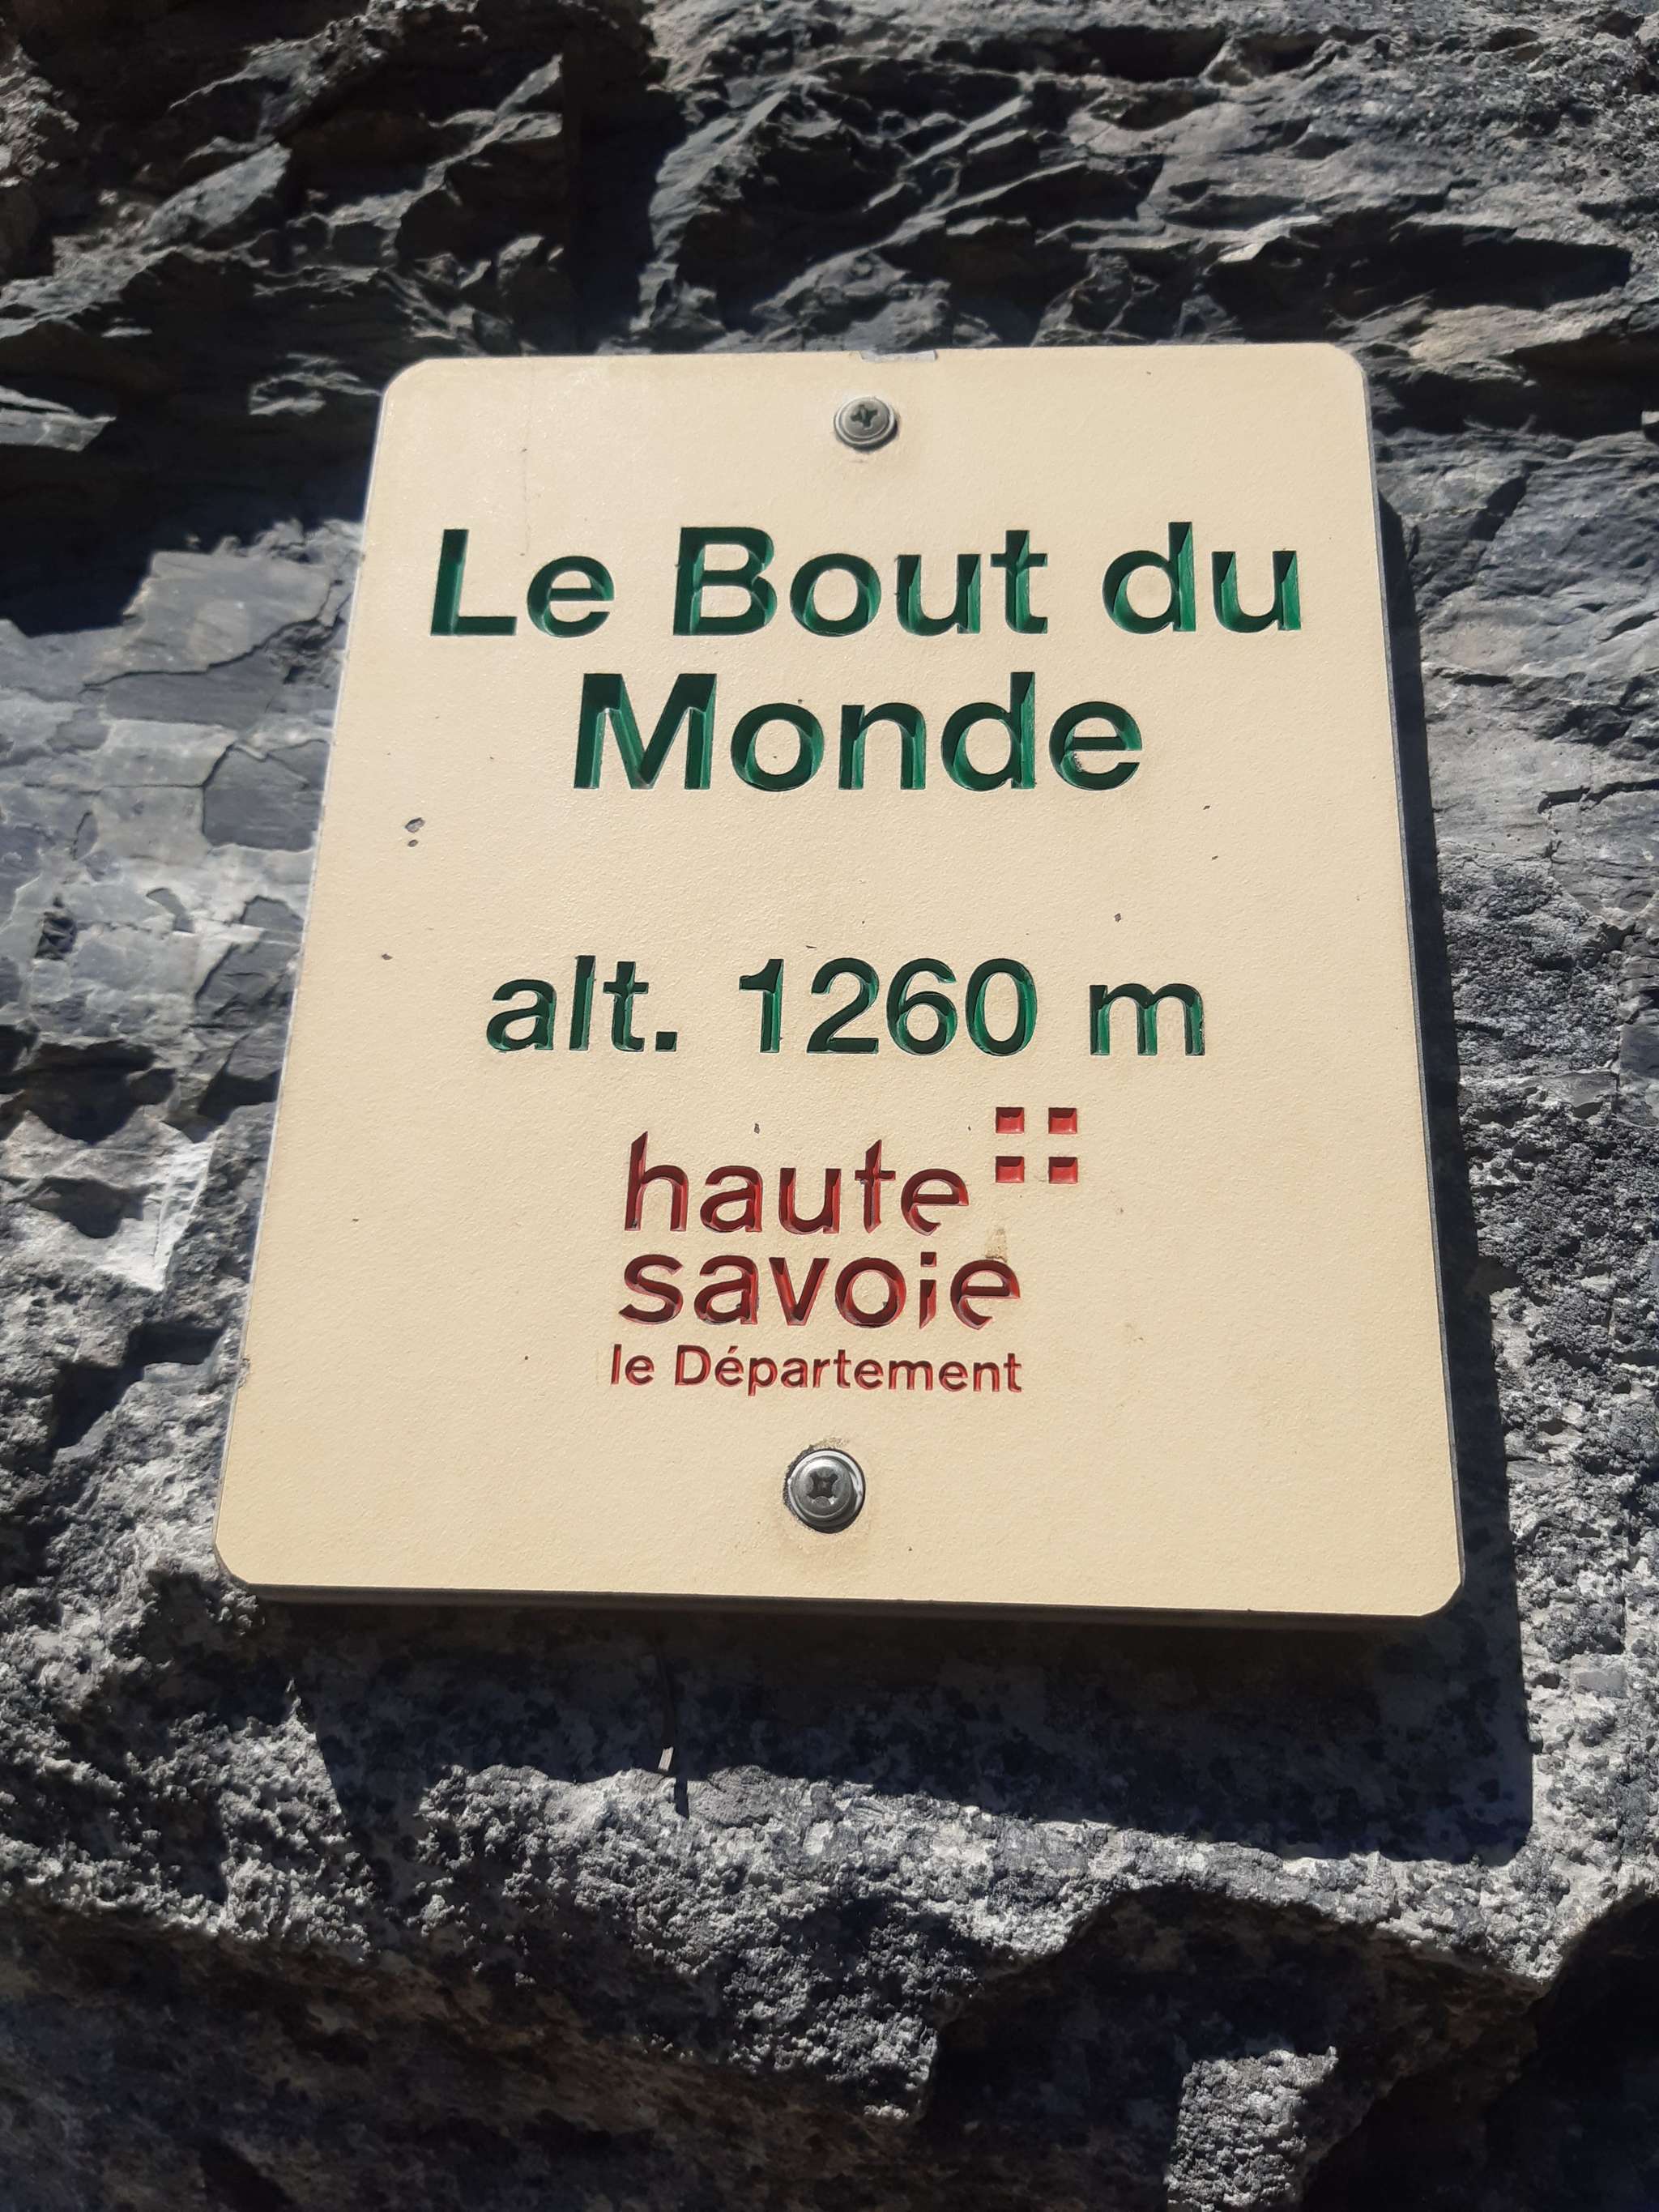 Le Bout du
Monde
alt. 1260 m
haute
savoie
le Département